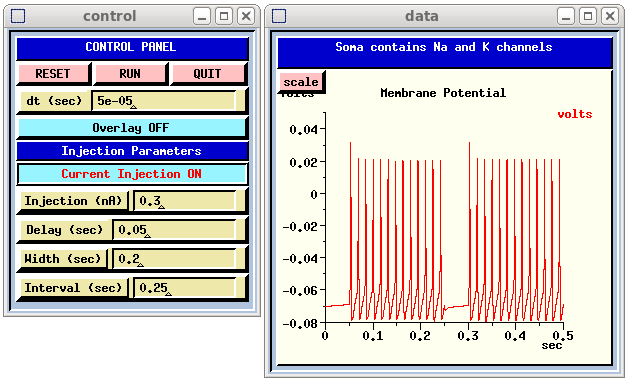 control
CONTROL PANEL
RESET RUN QUIT
dt (sec) 5e-05
Overlay OFF
Injection Parameters
Current Injection ON
Injection (nA) 0.3
Delay (sec) 0.05
Width (sec) 0.2
Interval (sec) 0.25
data
Soma contains Na and K channels
scale
Volts
Membrane Potential
volts
0.04
0.02
0
-0.02
-0.04
-0.06
-0.08
0 0.1 0.2 0.3 0.4 0.5
sec